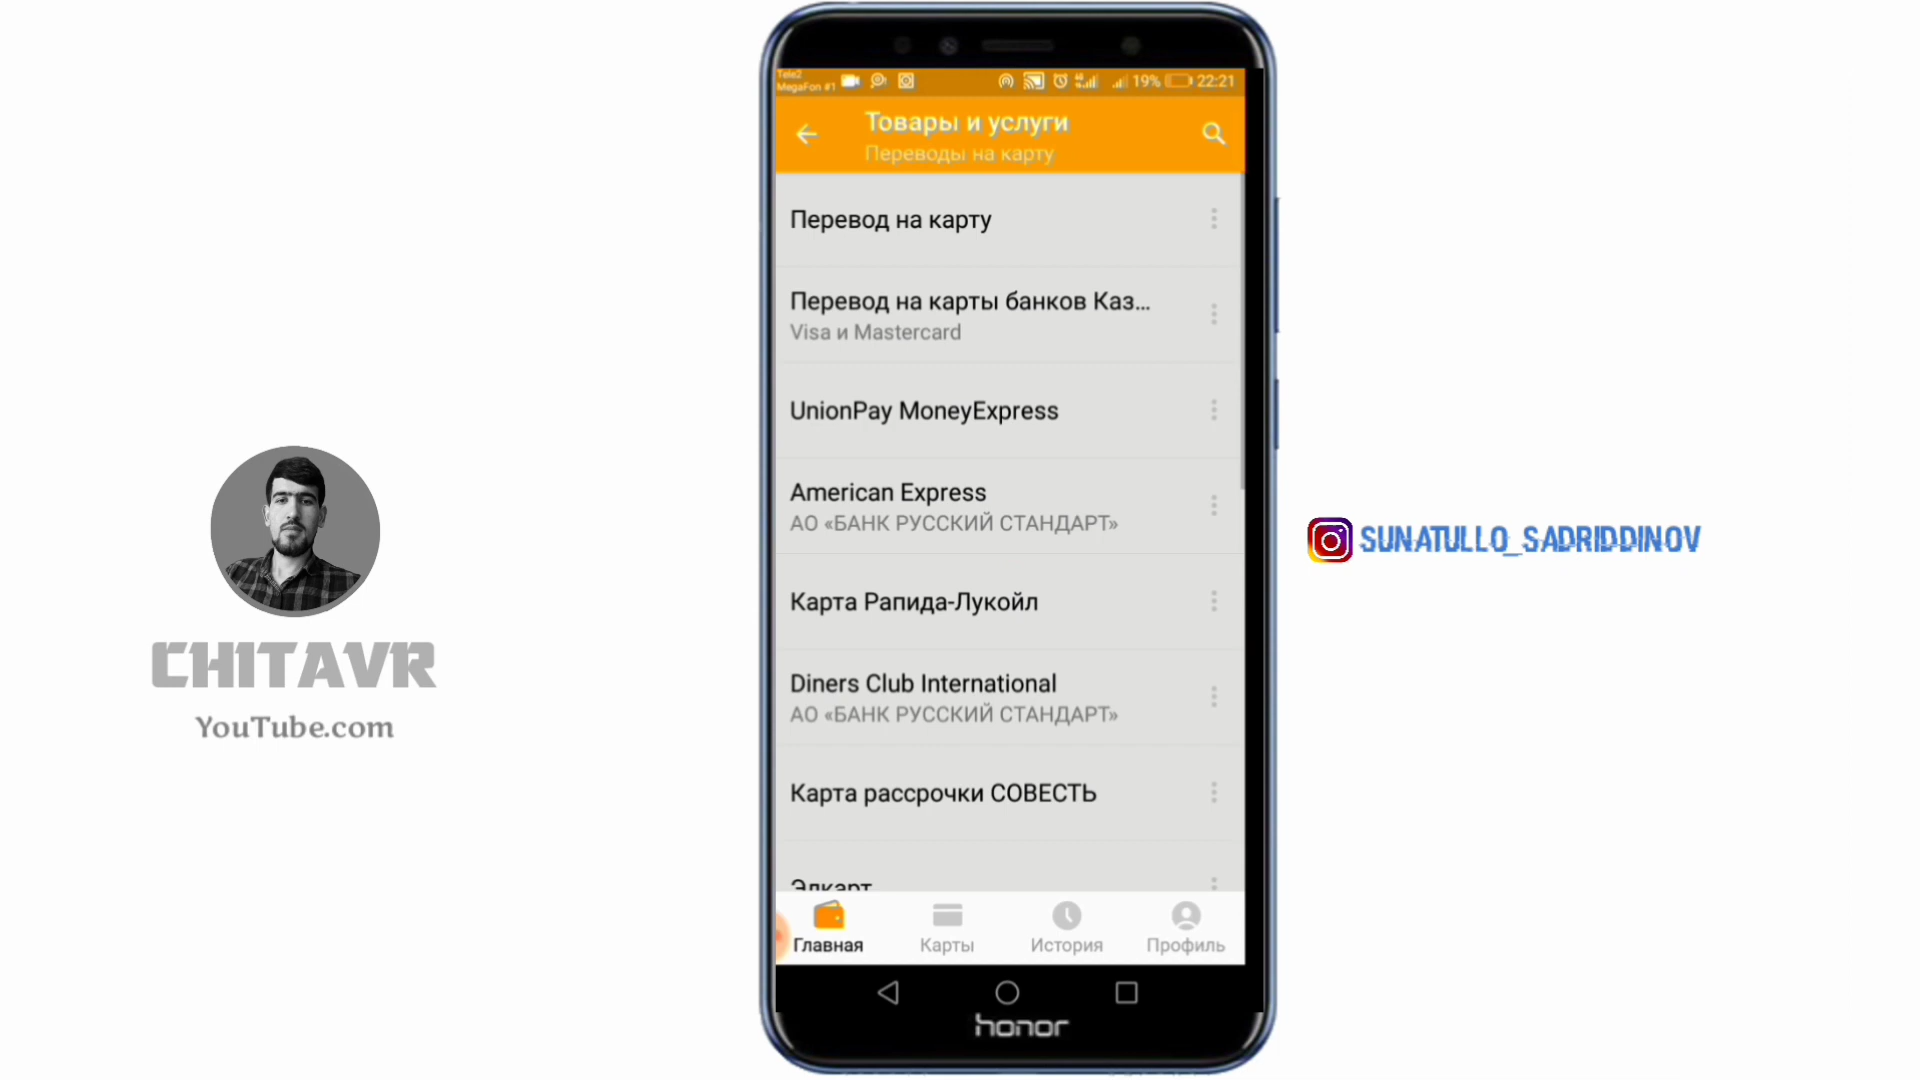 Tele2
MegaFon #1
19% 22:21
Товары и услуги
Переводы на карту
Перевод на карту
Перевод на карты банков Каз...
Visa и Mastercard
UnionPay MoneyExpress
American Express
АО «БАНК РУССКИЙ СТАНДАРТ»
Карта Рапида-Лукойл
Diners Club International
АО «БАНК РУССКИЙ СТАНДАРТ»
Карта рассрочки СОВЕСТЬ
Элкарт
Главная Карты История Профиль
honor
CHITAVR
YouTube.com
SUNATULLO_SADRIDDINOV